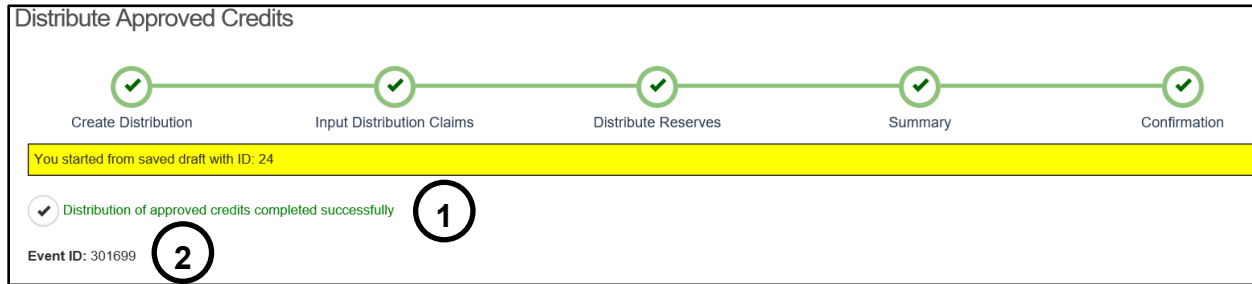 Distribute Approved Credits
Create Distribution Input Distribution Claims Distribute Reserves Summary Confirmation
You started from saved draft with ID: 24
Distribution of approved credits completed successfully 1
Event ID: 301699 2